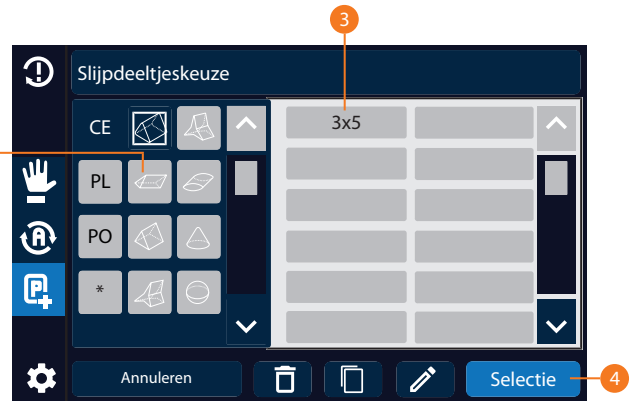 3
Slijpdeeltjeskeuze
CE
3x5
PL
PO
*
A
P
Annuleren
Selectie
4